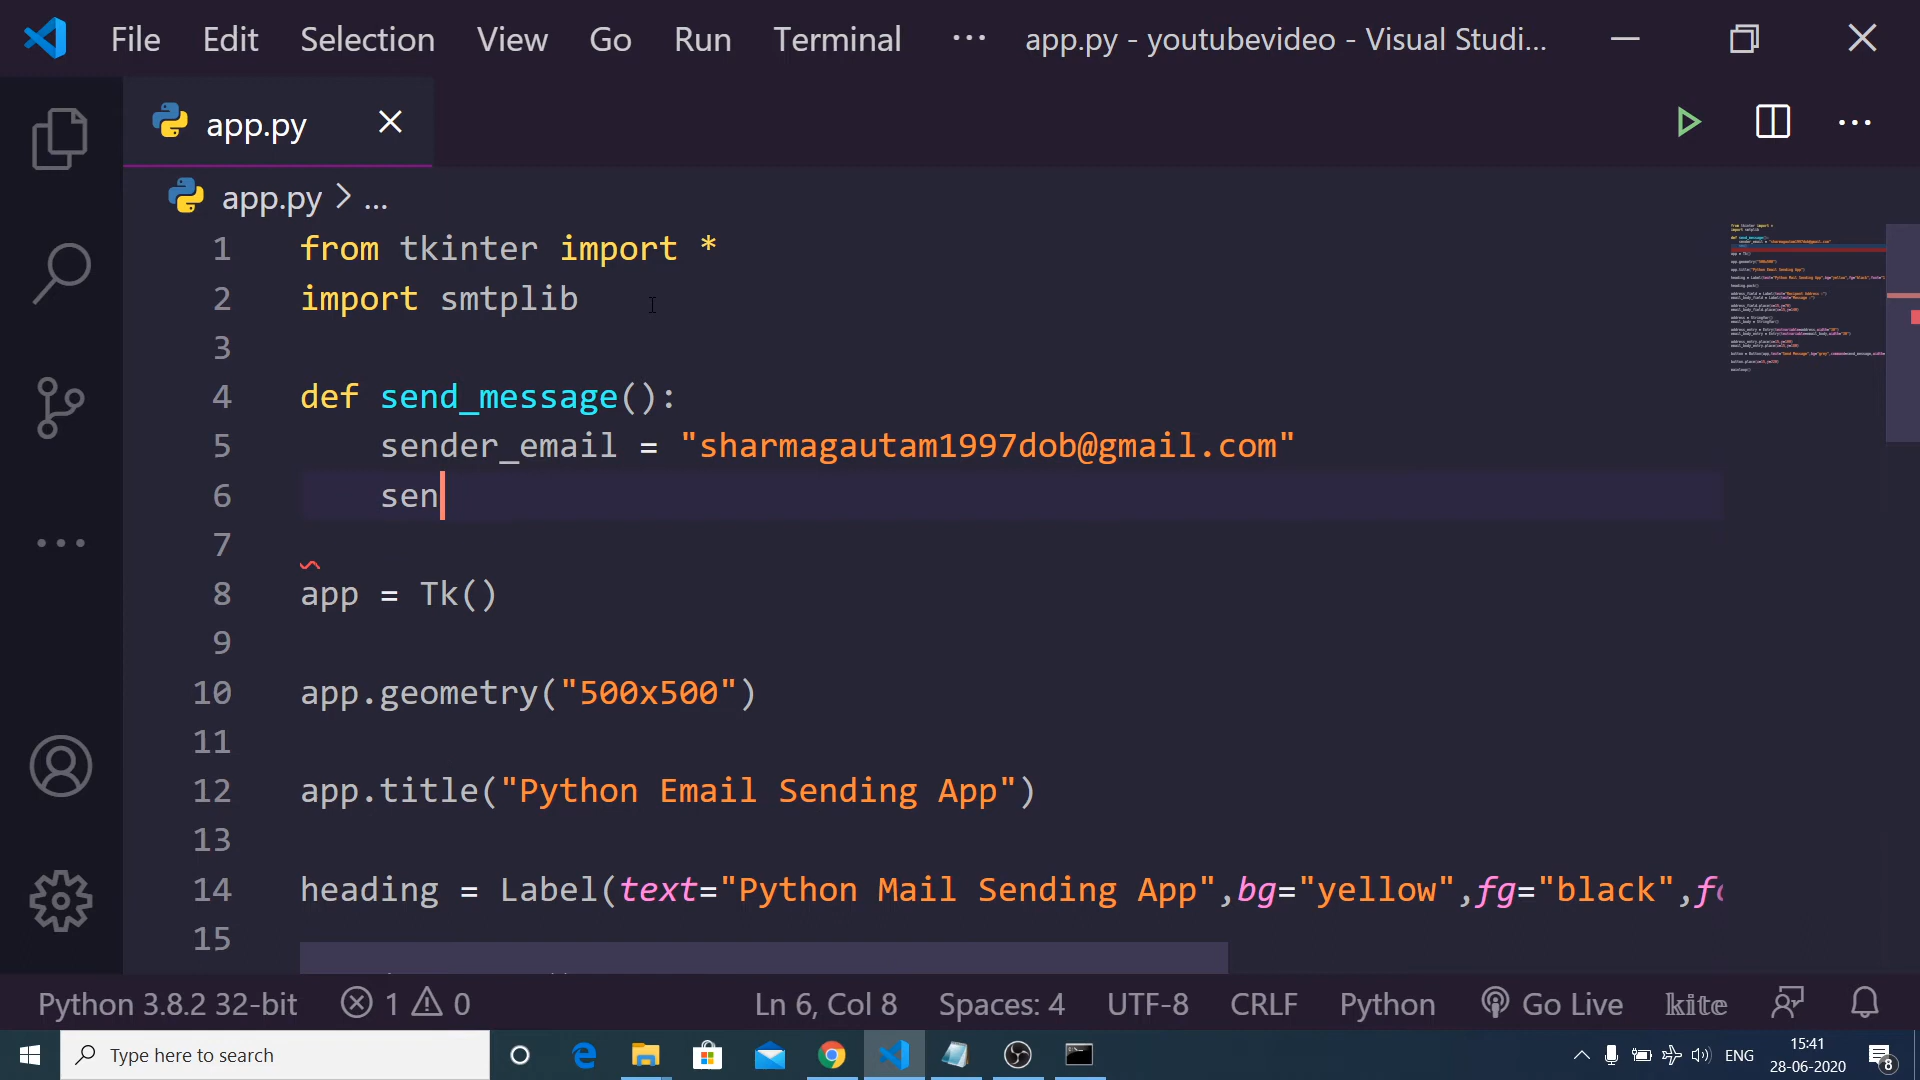 File Edit Selection View Go Run Terminal ... app.py - youtubevideo - Visual Studi...
app.py
app.py > ...
1 from tkinter import *
2 import smtplib
3
4 def send_message():
5     sender_email = "sharmagautam1997dob@gmail.com"
6     sen
7
8 app = Tk()
9
10 app.geometry("500x500")
11
12 app.title("Python Email Sending App")
13
14 heading = Label(text="Python Mail Sending App",bg="yellow",fg="black",fo
15
Python 3.8.2 32-bit 1 0 Ln 6, Col 8 Spaces: 4 UTF-8 CRLF Python Go Live kite
Type here to search ENG 15:41
28-06-2020 8